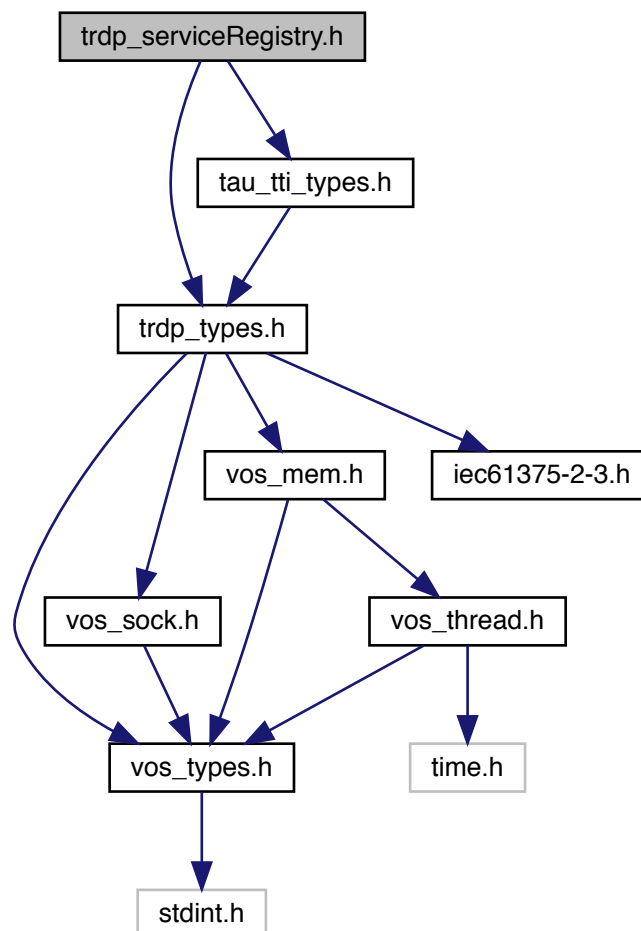 trdp_serviceRegistry.h
tau_tti_types.h
trdp_types.h
vos_mem.h
iec61375-2-3.h
vos_sock.h
vos_thread.h
vos_types.h
time.h
stdint.h